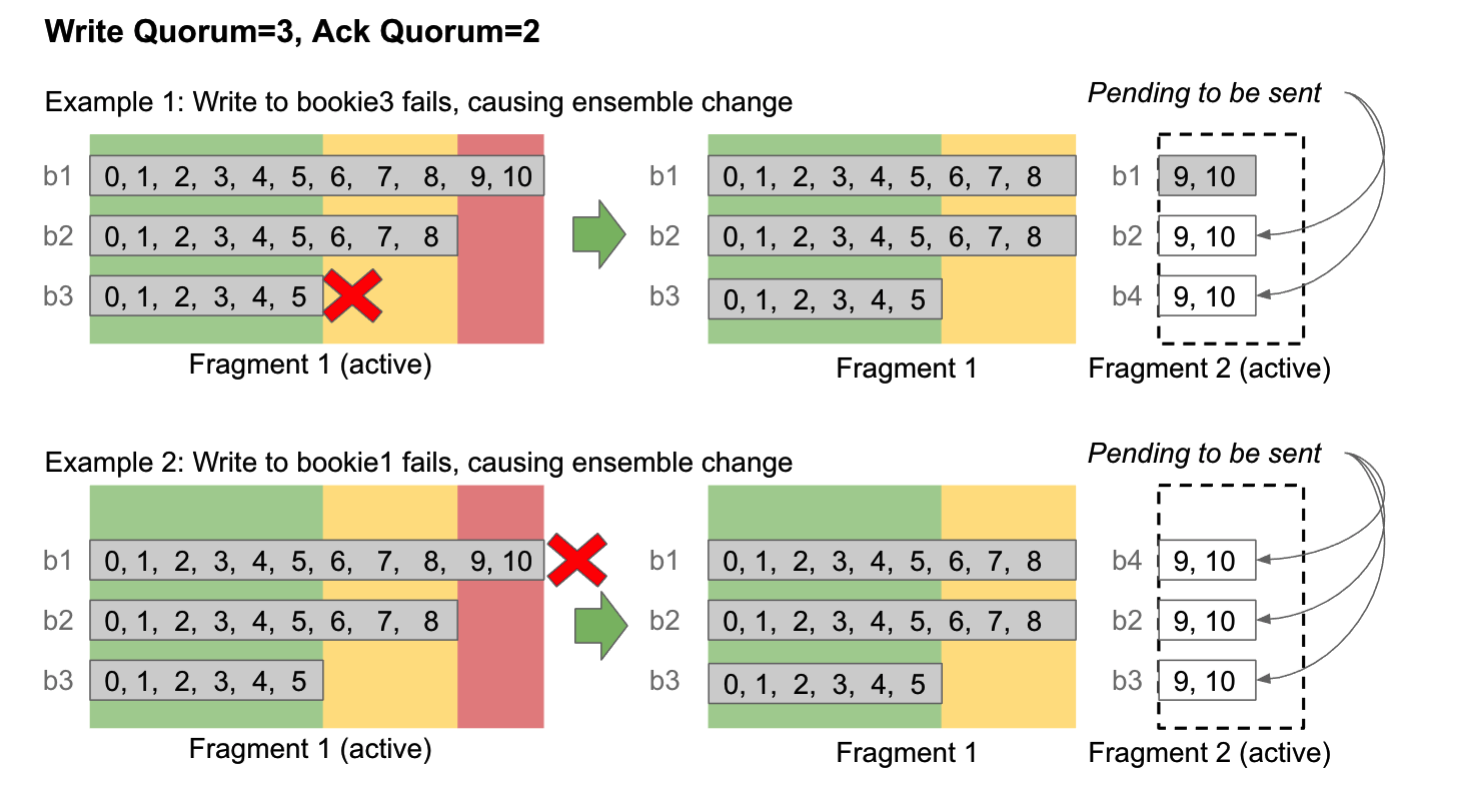 Write Quorum=3, Ack Quorum=2
Example 1: Write to bookie3 fails, causing ensemble change
Pending to be sent
b1 0, 1, 2, 3, 4, 5, 6, 7, 8, 9, 10
b2 0, 1, 2, 3, 4, 5, 6, 7, 8
b3 0, 1, 2, 3, 4, 5
Fragment 1 (active)
b1 0, 1, 2, 3, 4, 5, 6, 7, 8
b2 0, 1, 2, 3, 4, 5, 6, 7, 8
b3 0, 1, 2, 3, 4, 5
Fragment 1
b1 9, 10
b2 9, 10
b4 9, 10
Fragment 2 (active)
Example 2: Write to bookie1 fails, causing ensemble change
Pending to be sent
b1 0, 1, 2, 3, 4, 5, 6, 7, 8, 9, 10
b2 0, 1, 2, 3, 4, 5, 6, 7, 8
b3 0, 1, 2, 3, 4, 5
Fragment 1 (active)
b1 0, 1, 2, 3, 4, 5, 6, 7, 8
b2 0, 1, 2, 3, 4, 5, 6, 7, 8
b3 0, 1, 2, 3, 4, 5
Fragment 1
b4 9, 10
b2 9, 10
b3 9, 10
Fragment 2 (active)